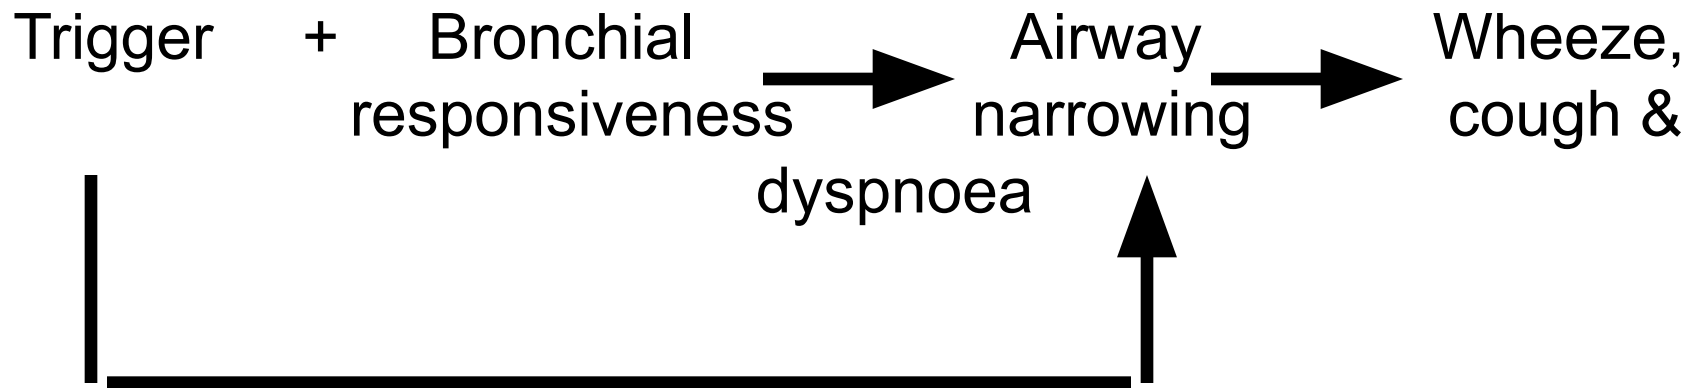 Trigger + Bronchial Airway Wheeze,
responsiveness narrowing cough &
dyspnoea